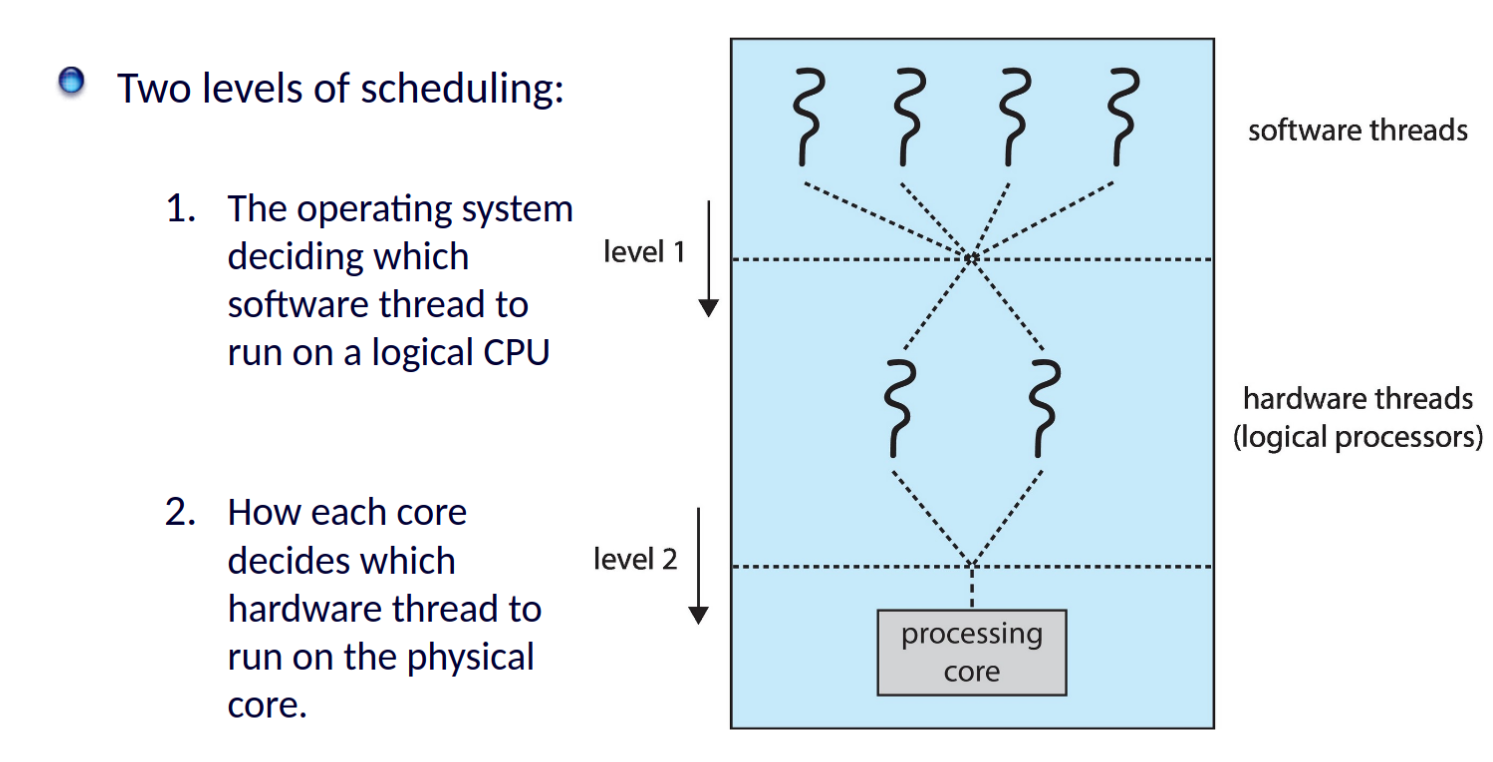 Two levels of scheduling:
1. The operating system
deciding which
software thread to
run on a logical CPU
2. How each core
decides which
hardware thread to
run on the physical
core.
software threads
level 1
hardware threads
(logical processors)
level 2
processing
core